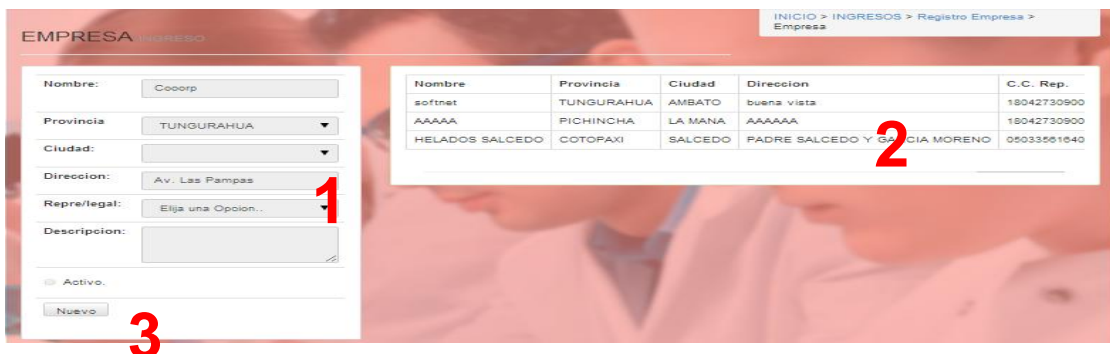 INICIO > INGRESOS > Registro Empresa >
Empresa
EMPRESA INGRESO
Nombre: Cooorp
Provincia TUNGURAHUA
Ciudad:
Direccion: Av. Las Pampas
Repre/legal: Elija una Opcion..
Descripcion:
Activo.
Nuevo
1
3
Nombre Provincia Ciudad Direccion C.C. Rep.
softnet TUNGURAHUA AMBATO buena vista 18042730900
AAAAA PICHINCHA LA MANA AAAAAA 18042730900
HELADOS SALCEDO COTOPAXI SALCEDO PADRE SALCEDO Y GARCIA MORENO 05033561640
2